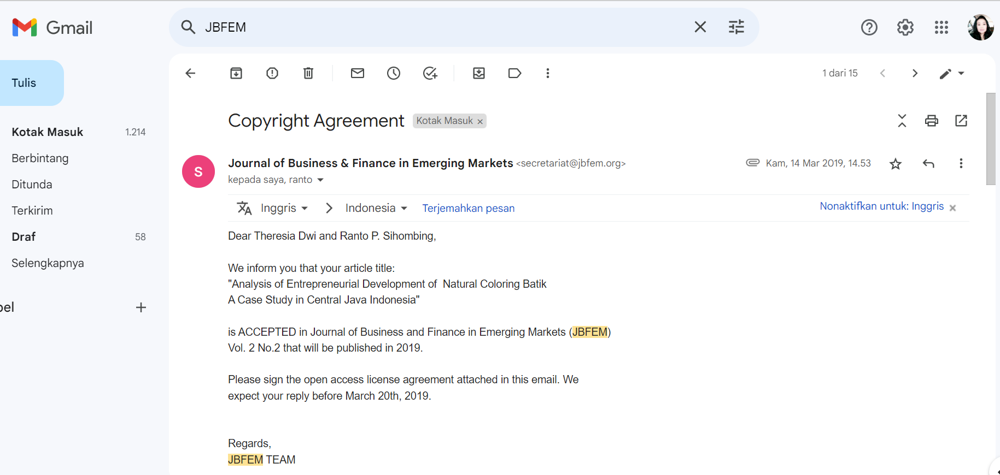 Gmail
JBFEM
Tulis
1 dari 15
Copyright Agreement Kotak Masuk ×
Kotak Masuk 1.214
Berbintang
Ditunda
Terkirim
Draf 58
Selengkapnya
bel +
S
Journal of Business & Finance in Emerging Markets <secretariat@jbfem.org>
Kam, 14 Mar 2019, 14.53
kepada saya, ranto
Inggris > Indonesia Terjemahkan pesan
Nonaktifkan untuk: Inggris ×
Dear Theresia Dwi and Ranto P. Sihombing,
We inform you that your article title:
"Analysis of Entrepreneurial Development of  Natural Coloring Batik
A Case Study in Central Java Indonesia"
is ACCEPTED in Journal of Business and Finance in Emerging Markets (JBFEM)
Vol. 2 No.2 that will be published in 2019.
Please sign the open access license agreement attached in this email. We
expect your reply before March 20th, 2019.
Regards,
JBFEM TEAM